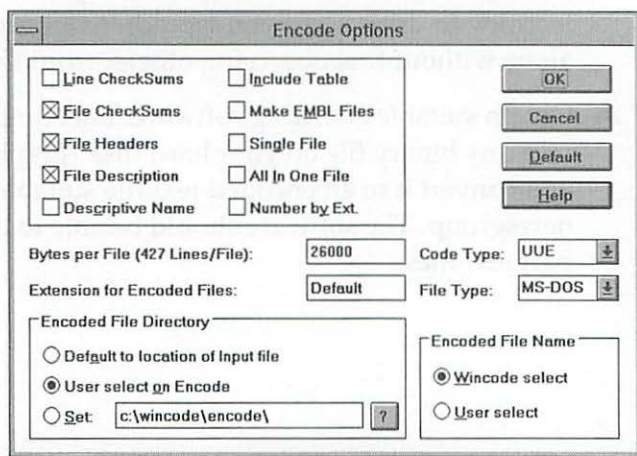 Encode Options
Line CheckSums
File CheckSums
File Headers
File Description
Descriptive Name
Include Table
Make EMBL Files
Single File
All In One File
Number by Ext.
OK
Cancel
Default
Help
Bytes per File (427 Lines/File): 26000 Code Type: UUE
Extension for Encoded Files: Default File Type: MS-DOS
Encoded File Directory
Default to location of Input file
User select on Encode
Set: c:\wincode\encode\ ?
Encoded File Name
Wincode select
User select